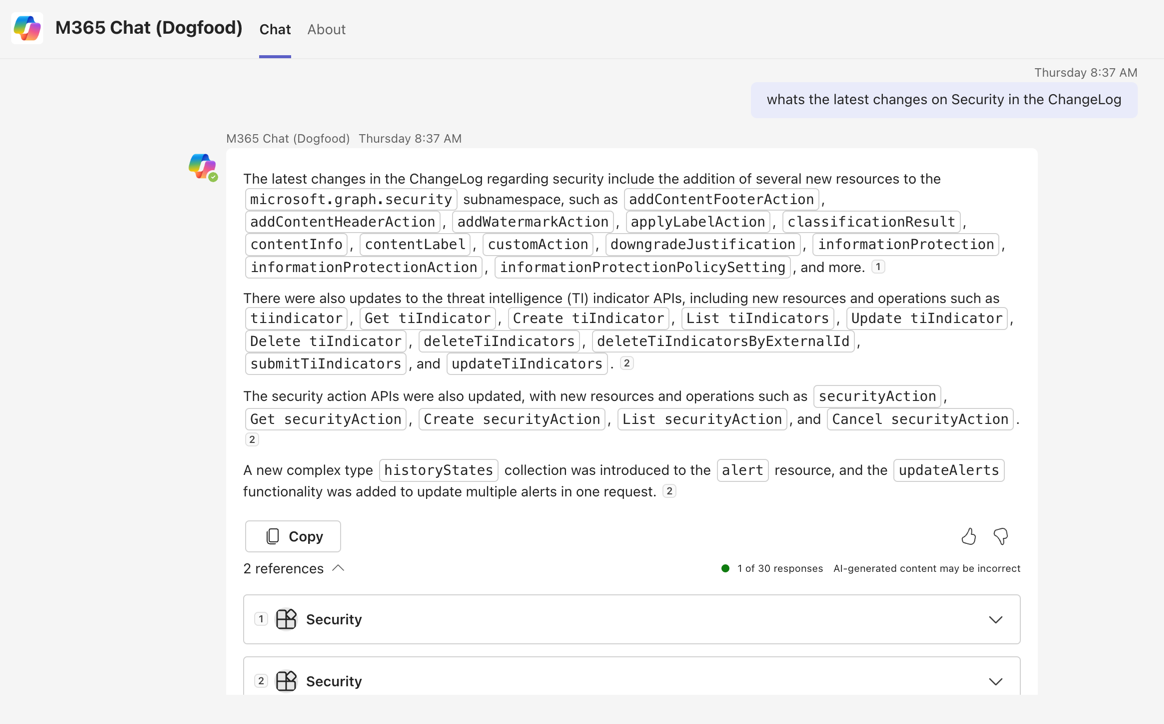 M365 Chat (Dogfood) Chat About
Thursday 8:37 AM
whats the latest changes on Security in the ChangeLog
M365 Chat (Dogfood) Thursday 8:37 AM
The latest changes in the ChangeLog regarding security include the addition of several new resources to the
microsoft.graph.security subnamespace, such as addContentFooterAction ,
addContentHeaderAction , addWatermarkAction , applyLabelAction , classificationResult ,
contentInfo , contentLabel , customAction , downgradeJustification , informationProtection ,
informationProtectionAction , informationProtectionPolicySetting , and more. 1
There were also updates to the threat intelligence (TI) indicator APIs, including new resources and operations such as
tiindicator , Get tiIndicator , Create tiIndicator , List tiIndicators , Update tiIndicator ,
Delete tiIndicator , deleteTiIndicators , deleteTiIndicatorsByExternalId ,
submitTiIndicators , and updateTiIndicators . 2
The security action APIs were also updated, with new resources and operations such as securityAction ,
Get securityAction , Create securityAction , List securityAction , and Cancel securityAction .
2
A new complex type historyStates collection was introduced to the alert resource, and the updateAlerts
functionality was added to update multiple alerts in one request. 2
Copy
2 references 1 of 30 responses AI-generated content may be incorrect
1 Security
2 Security